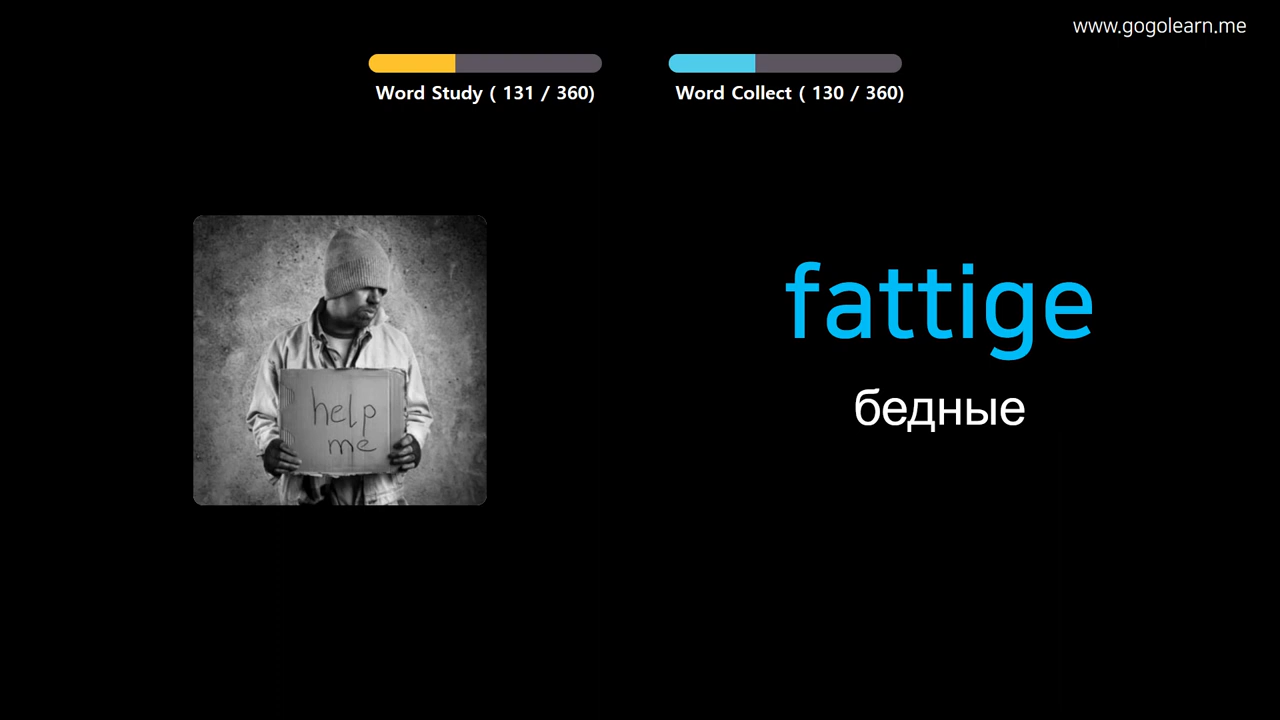 www.gogolearn.me
Word Study ( 131 / 360)
Word Collect ( 130 / 360)
help
me
fattige
бедные